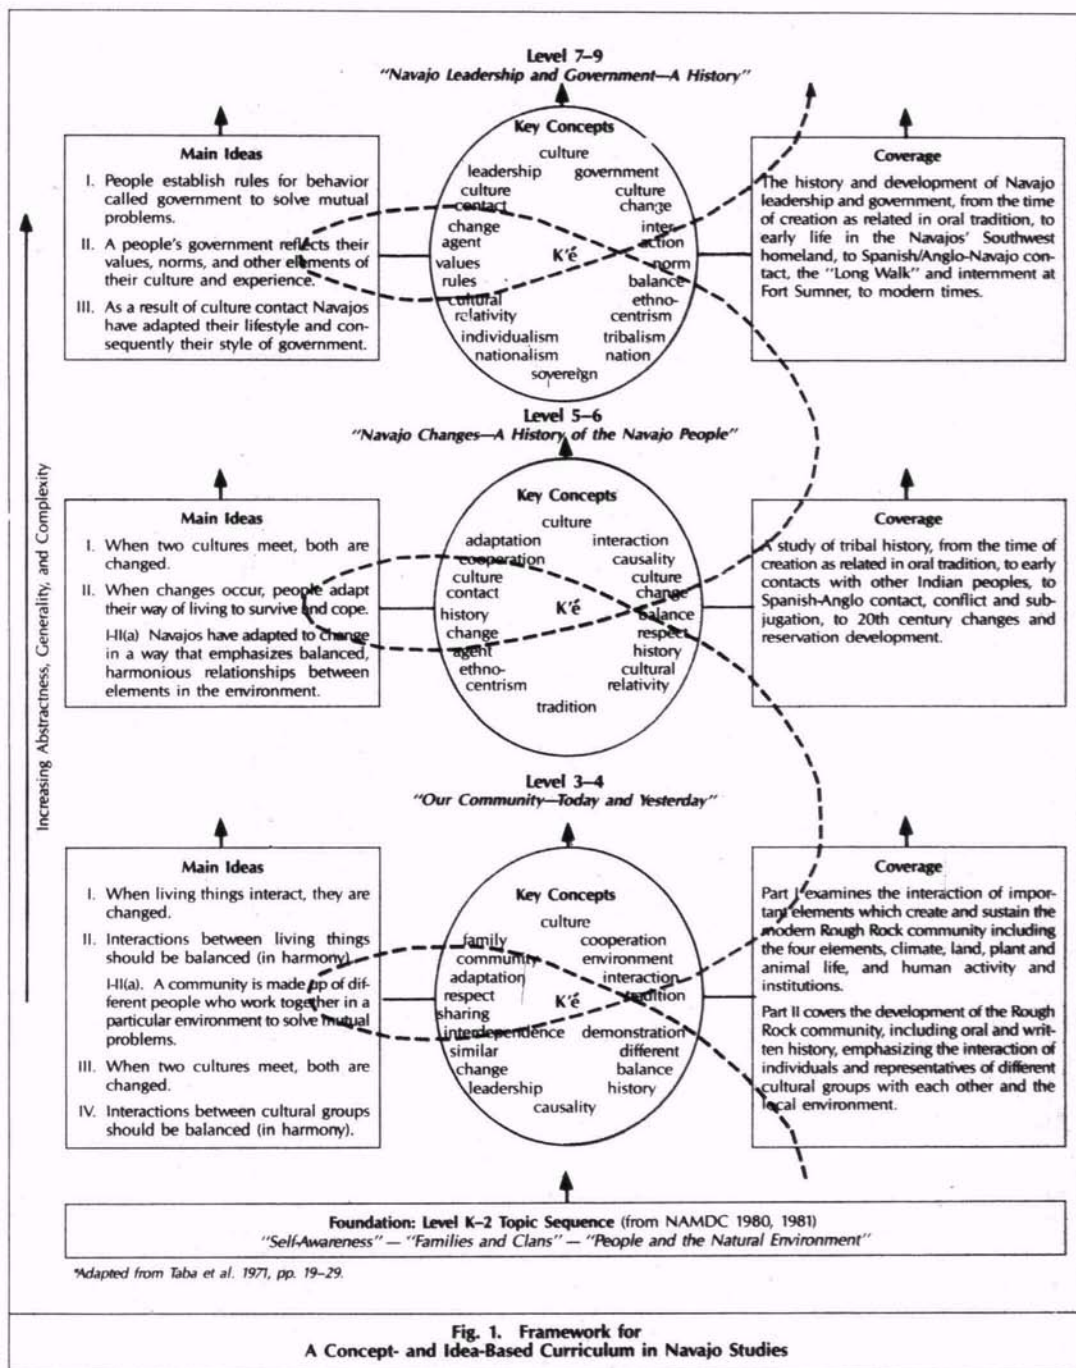 Level 7–9
"Navajo Leadership and Government—A History"
Main Ideas
I. People establish rules for behavior
called government to solve mutual
problems.
II. A people's government reflects their
values, norms, and other elements of
their culture and experience.
III. As a result of culture contact Navajos
have adapted their lifestyle and con-
sequently their style of government.
Key Concepts
culture
leadership government
culture culture
contact change
change inter-
agent action
K'é
values norm
rules balance
cultural ethno-
relativity centrism
individualism tribalism
nationalism nation
sovereign
Coverage
The history and development of Navajo
leadership and government, from the time
of creation as related in oral tradition, to
early life in the Navajos' Southwest
homeland, to Spanish/Anglo-Navajo con-
tact, the "Long Walk" and internment at
Fort Sumner, to modern times.
Level 5–6
"Navajo Changes—A History of the Navajo People"
Main Ideas
I. When two cultures meet, both are
changed.
II. When changes occur, people adapt
their way of living to survive and cope.
I-II(a) Navajos have adapted to change
in a way that emphasizes balanced,
harmonious relationships between
elements in the environment.
Key Concepts
culture
adaptation interaction
cooperation causality
culture culture
contact change
K'é
history balance
change respect
agent history
ethno- cultural
centrism relativity
tradition
Coverage
A study of tribal history, from the time of
creation as related in oral tradition, to early
contacts with other Indian peoples, to
Spanish-Anglo contact, conflict and sub-
jugation, to 20th century changes and
reservation development.
Level 3–4
"Our Community—Today and Yesterday"
Main Ideas
I. When living things interact, they are
changed.
II. Interactions between living things
should be balanced (in harmony).
I-II(a). A community is made up of dif-
ferent people who work together in a
particular environment to solve mutual
problems.
III. When two cultures meet, both are
changed.
IV. Interactions between cultural groups
should be balanced (in harmony).
Key Concepts
culture
family cooperation
community environment
adaptation interaction
respect K'é tradition
sharing
interdependence demonstration
similar different
change balance
leadership history
causality
Coverage
Part I examines the interaction of impor-
tant elements which create and sustain the
modern Rough Rock community including
the four elements, climate, land, plant and
animal life, and human activity and
institutions.
Part II covers the development of the Rough
Rock community, including oral and writ-
ten history, emphasizing the interaction of
individuals and representatives of different
cultural groups with each other and the
local environment.
Increasing Abstractness, Generality, and Complexity
Foundation: Level K–2 Topic Sequence (from NAMDC 1980, 1981)
"Self-Awareness" — "Families and Clans" — "People and the Natural Environment"
*Adapted from Taba et al. 1971, pp. 19–29.
Fig. 1. Framework for
A Concept- and Idea-Based Curriculum in Navajo Studies